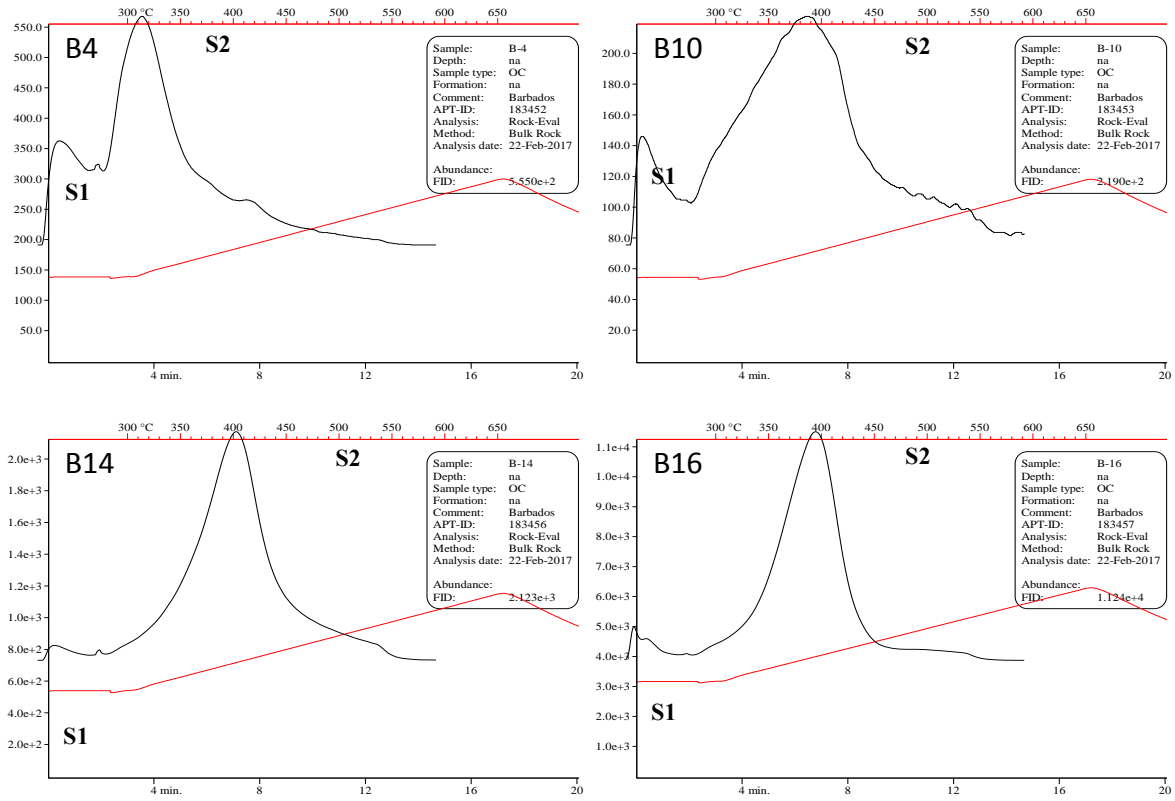 300 °C 350 400 450 500 550 600 650
B4
S2
S1
550.0
500.0
450.0
400.0
350.0
300.0
250.0
200.0
150.0
100.0
50.0
Sample: B-4
Depth: na
Sample type: OC
Formation: na
Comment: Barbados
APT-ID: 183452
Analysis: Rock-Eval
Method: Bulk Rock
Analysis date: 22-Feb-2017
Abundance:
FID: 5.550e+2
4 min. 8 12 16 20
300 °C 350 400 450 500 550 600 650
B10
S2
S1
200.0
180.0
160.0
140.0
120.0
100.0
80.0
60.0
40.0
20.0
Sample: B-10
Depth: na
Sample type: OC
Formation: na
Comment: Barbados
APT-ID: 183453
Analysis: Rock-Eval
Method: Bulk Rock
Analysis date: 22-Feb-2017
Abundance:
FID: 2.190e+2
4 min. 8 12 16 20
300 °C 350 400 450 500 550 600 650
B14
S2
S1
2.0e+3
1.8e+3
1.6e+3
1.4e+3
1.2e+3
1.0e+3
8.0e+2
6.0e+2
4.0e+2
2.0e+2
Sample: B-14
Depth: na
Sample type: OC
Formation: na
Comment: Barbados
APT-ID: 183456
Analysis: Rock-Eval
Method: Bulk Rock
Analysis date: 22-Feb-2017
Abundance:
FID: 2.123e+3
4 min. 8 12 16 20
300 °C 350 400 450 500 550 600 650
B16
S2
S1
1.1e+4
1.0e+4
9.0e+3
8.0e+3
7.0e+3
6.0e+3
5.0e+3
4.0e+3
3.0e+3
2.0e+3
1.0e+3
Sample: B-16
Depth: na
Sample type: OC
Formation: na
Comment: Barbados
APT-ID: 183457
Analysis: Rock-Eval
Method: Bulk Rock
Analysis date: 22-Feb-2017
Abundance:
FID: 1.124e+4
4 min. 8 12 16 20